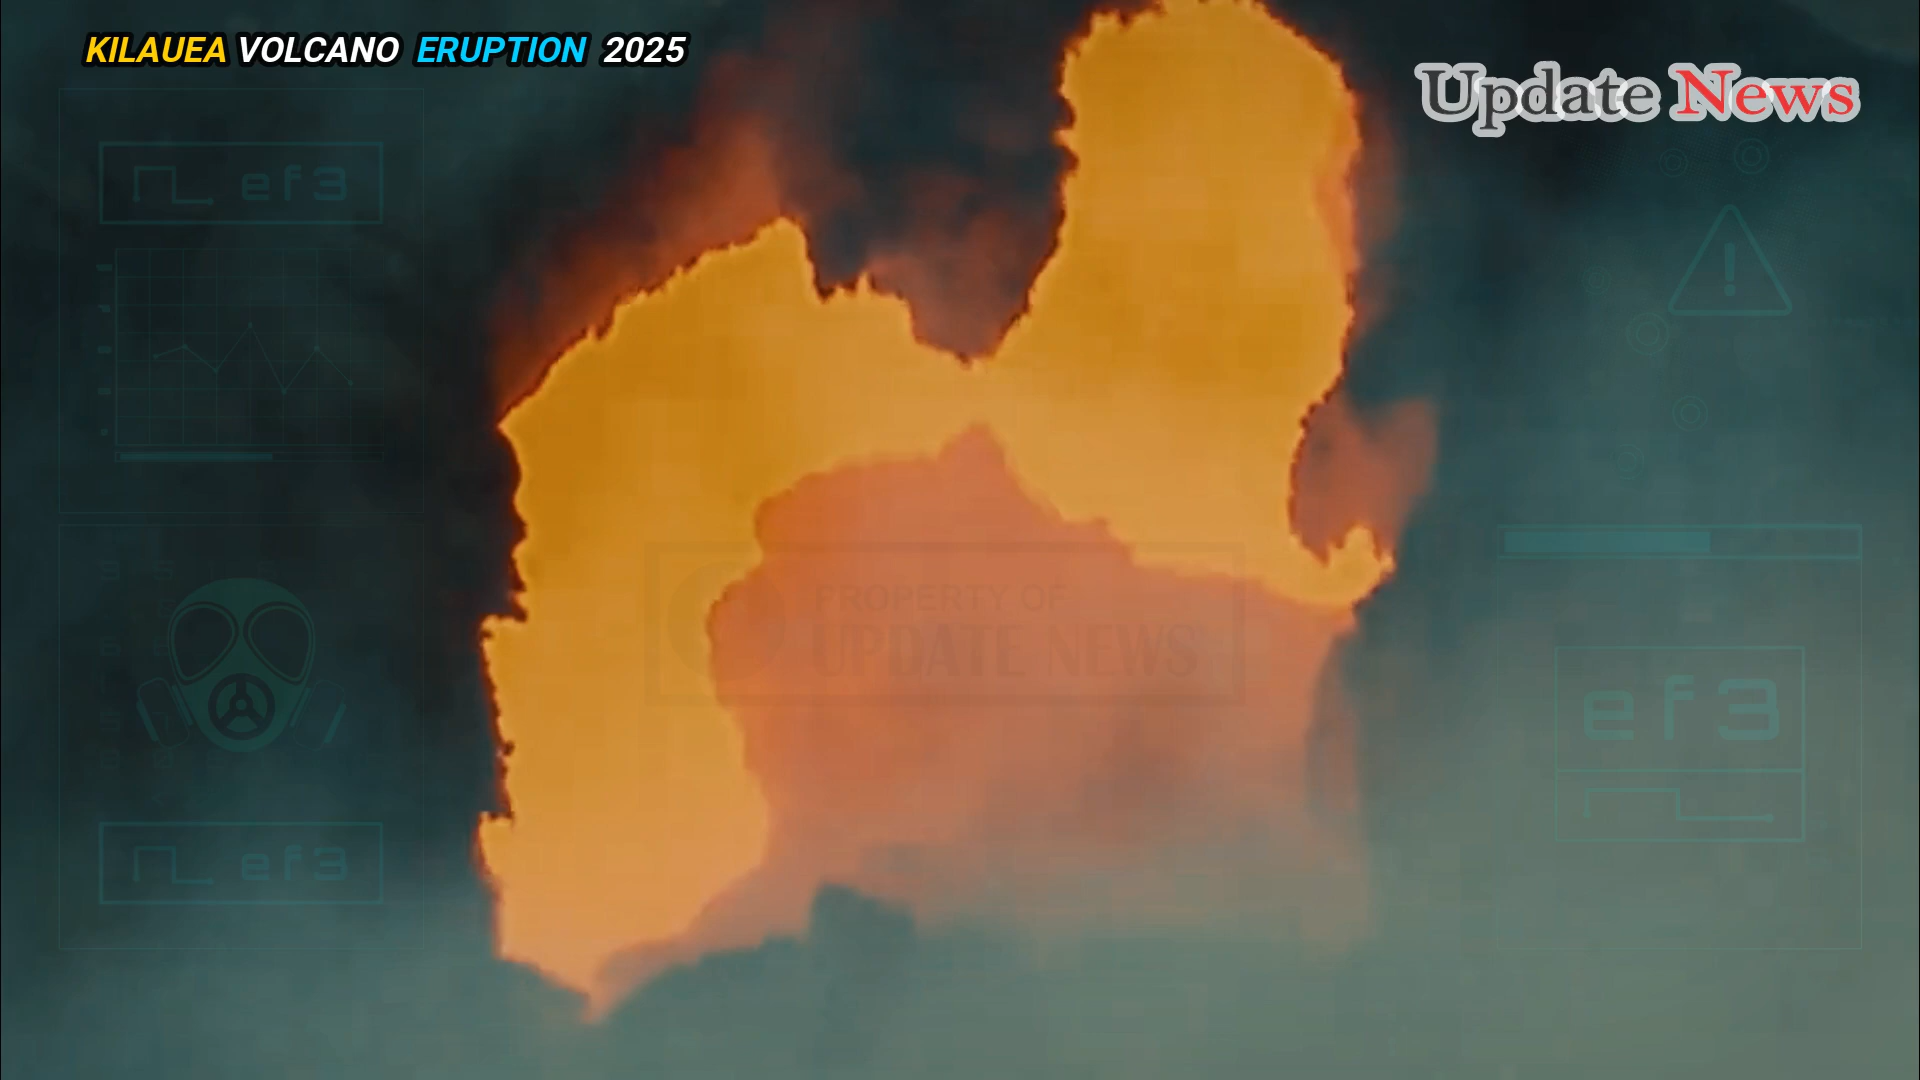 KILAUEA VOLCANO ERUPTION 2025
Update News
ef3
PROPERTY OF
UPDATE NEWS
ef3
ef3